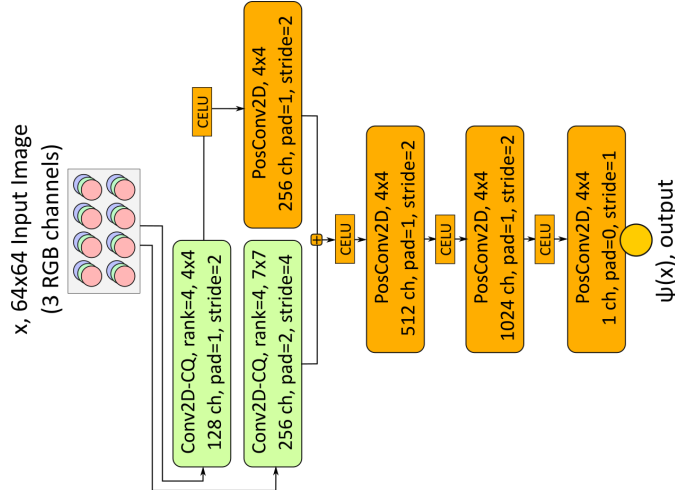 x, 64x64 Input Image
(3 RGB channels)
Conv2D-CQ, rank=4, 4x4
128 ch, pad=1, stride=2
CELU
PosConv2D, 4x4
256 ch, pad=1, stride=2
Conv2D-CQ, rank=4, 7x7
256 ch, pad=2, stride=4
+
CELU
PosConv2D, 4x4
512 ch, pad=1, stride=2
CELU
PosConv2D, 4x4
1024 ch, pad=1, stride=2
CELU
PosConv2D, 4x4
1 ch, pad=0, stride=1
ψ(x), output